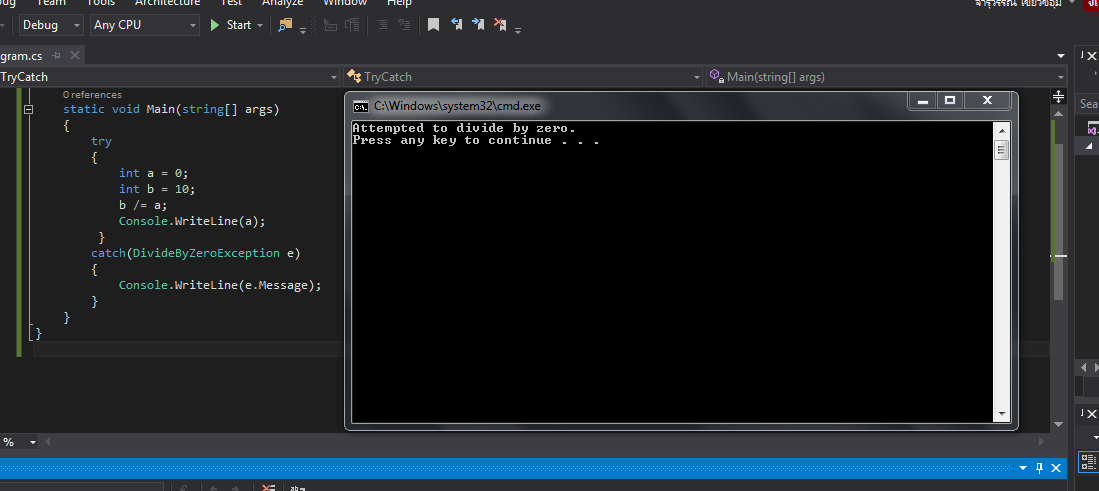 Team
Tools
Architecture
Test
Analyze
Window
Help
Debug
Any CPU
Start
gram.cs
TryCatch
TryCatch
Main(string[] args)
0 references
static void Main(string[] args)
{
try
{
int a = 0;
int b = 10;
b /= a;
Console.WriteLine(a);
}
catch(DivideByZeroException e)
{
Console.WriteLine(e.Message);
}
}
}
C:\Windows\system32\cmd.exe
Attempted to divide by zero.
Press any key to continue . . .
Sea
%